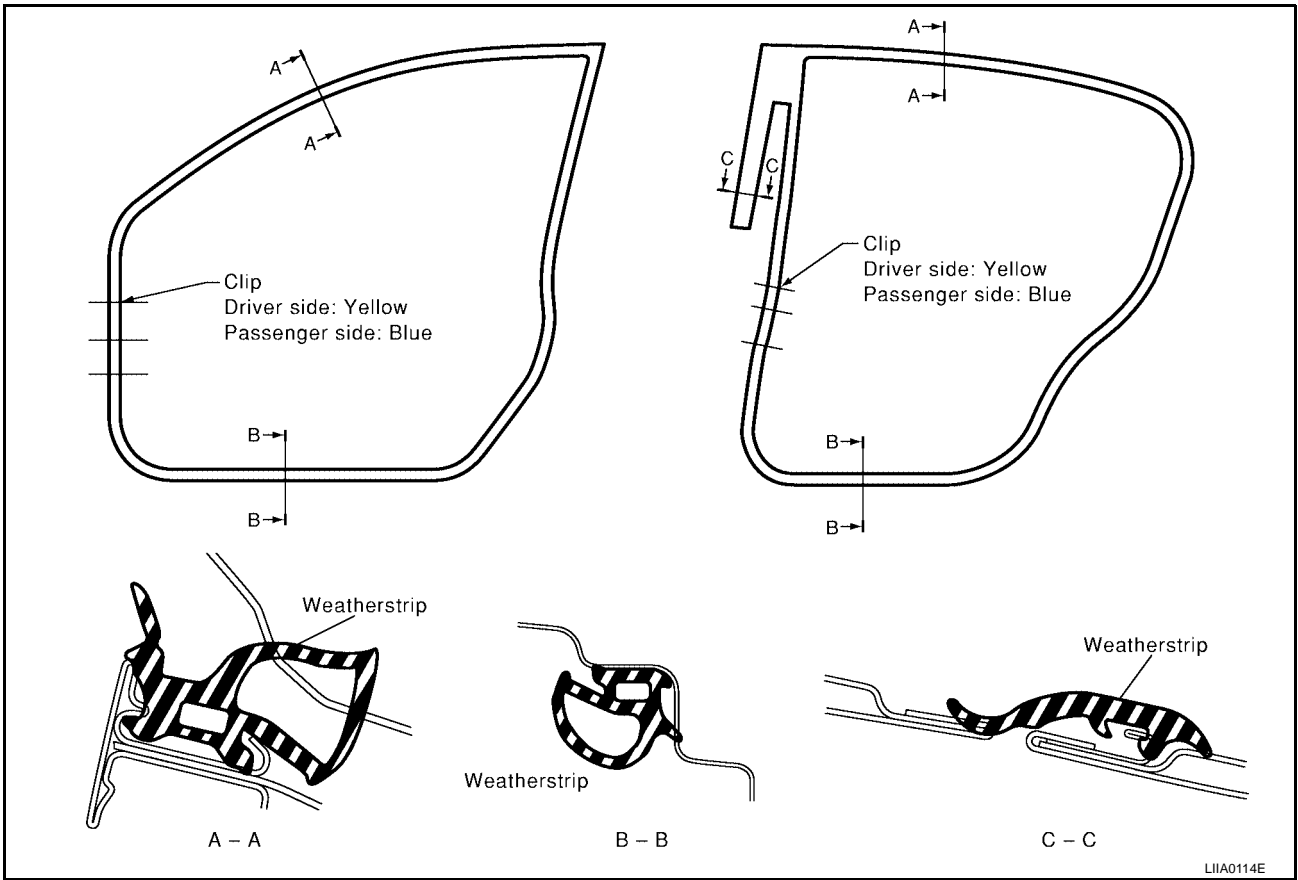 A
A
A
A
C
C
Clip
Driver side: Yellow
Passenger side: Blue
Clip
Driver side: Yellow
Passenger side: Blue
B
B
B
B
Weatherstrip
Weatherstrip
Weatherstrip
A – A
B – B
C – C
LIIA0114E